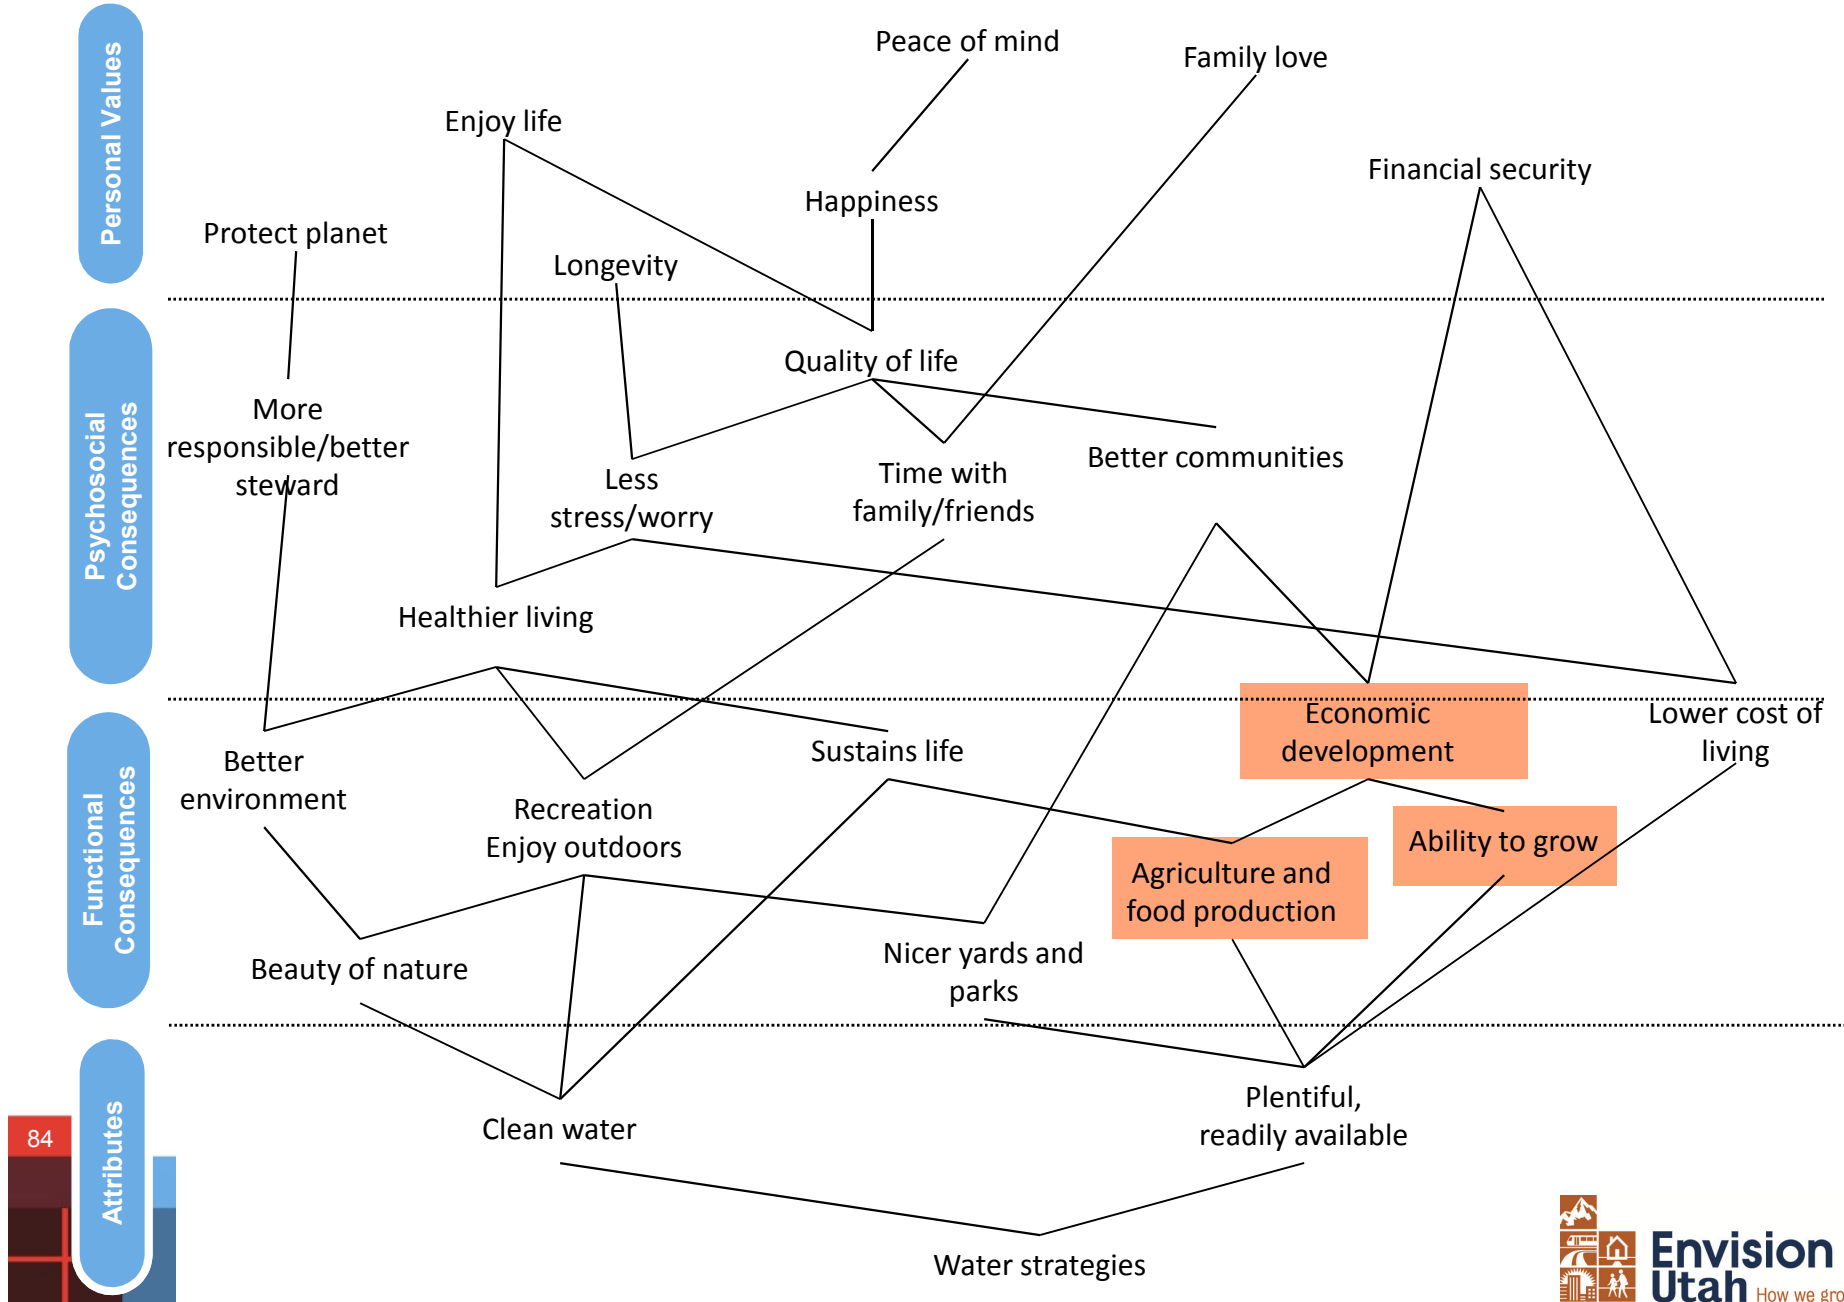 Personal Values
Peace of mind
Family love
Enjoy life
Financial security
Happiness
Protect planet
Longevity
Psychosocial
Consequences
Quality of life
More
responsible/better
steward
Better communities
Less
stress/worry
Time with
family/friends
Healthier living
Functional
Consequences
Economic
development
Lower cost of
living
Better
environment
Sustains life
Recreation
Enjoy outdoors
Ability to grow
Agriculture and
food production
Beauty of nature
Nicer yards and
parks
Attributes
Clean water
Plentiful,
readily available
Water strategies
84
Envision
Utah How we gro